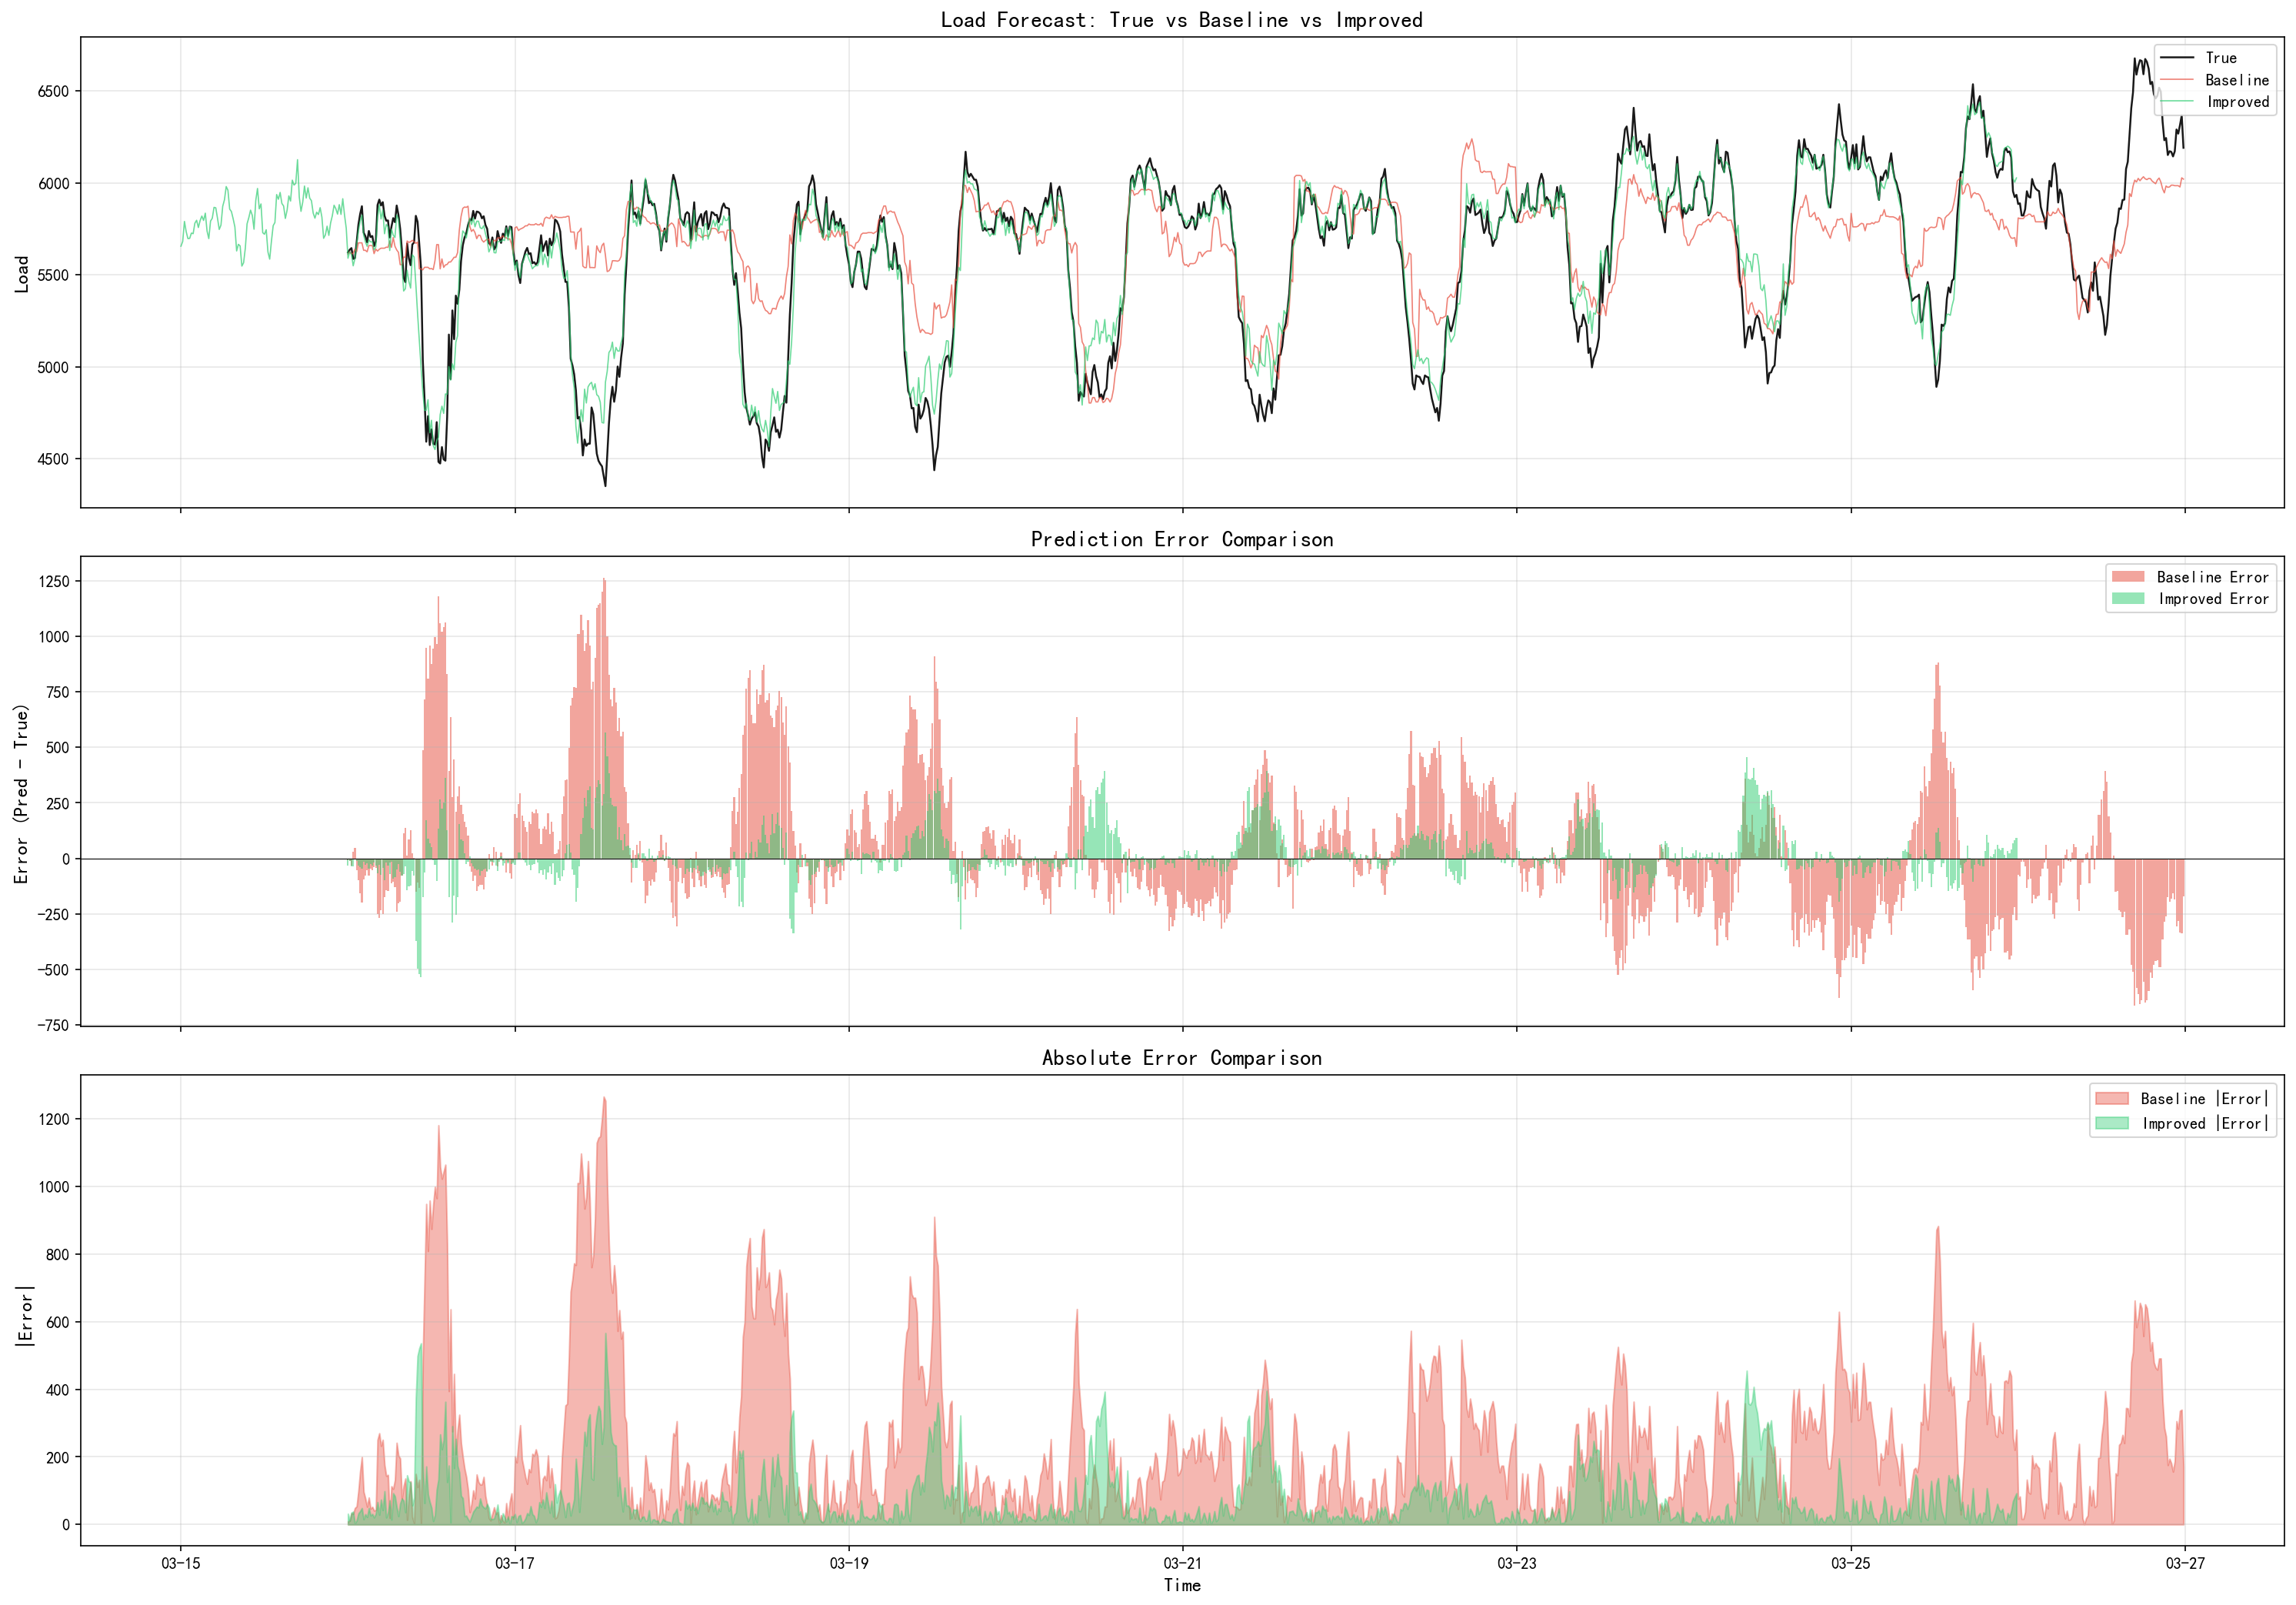 Load Forecast: True vs Baseline vs Improved
Load
6500
6000
5500
5000
4500
True
Baseline
Improved
Prediction Error Comparison
Error (Pred - True)
1250
1000
750
500
250
0
-250
-500
-750
Baseline Error
Improved Error
Absolute Error Comparison
|Error|
1200
1000
800
600
400
200
0
Baseline |Error|
Improved |Error|
03-15
03-17
03-19
03-21
03-23
03-25
03-27
Time